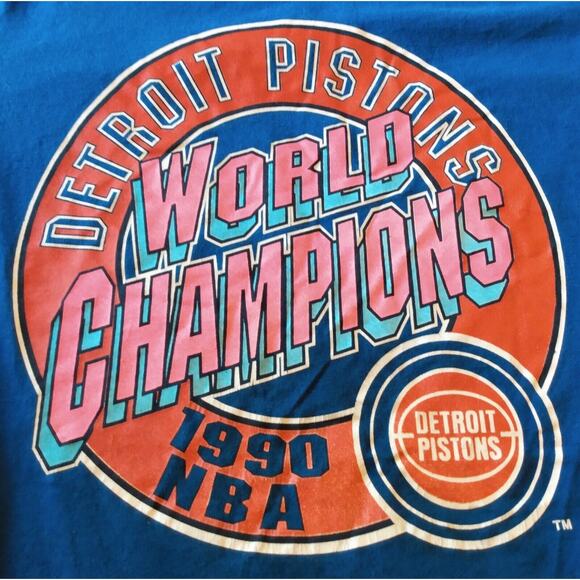 DETROIT PISTONS
WORLD
CHAMPIONS
1990
NBA
DETROIT
PISTONS
TM